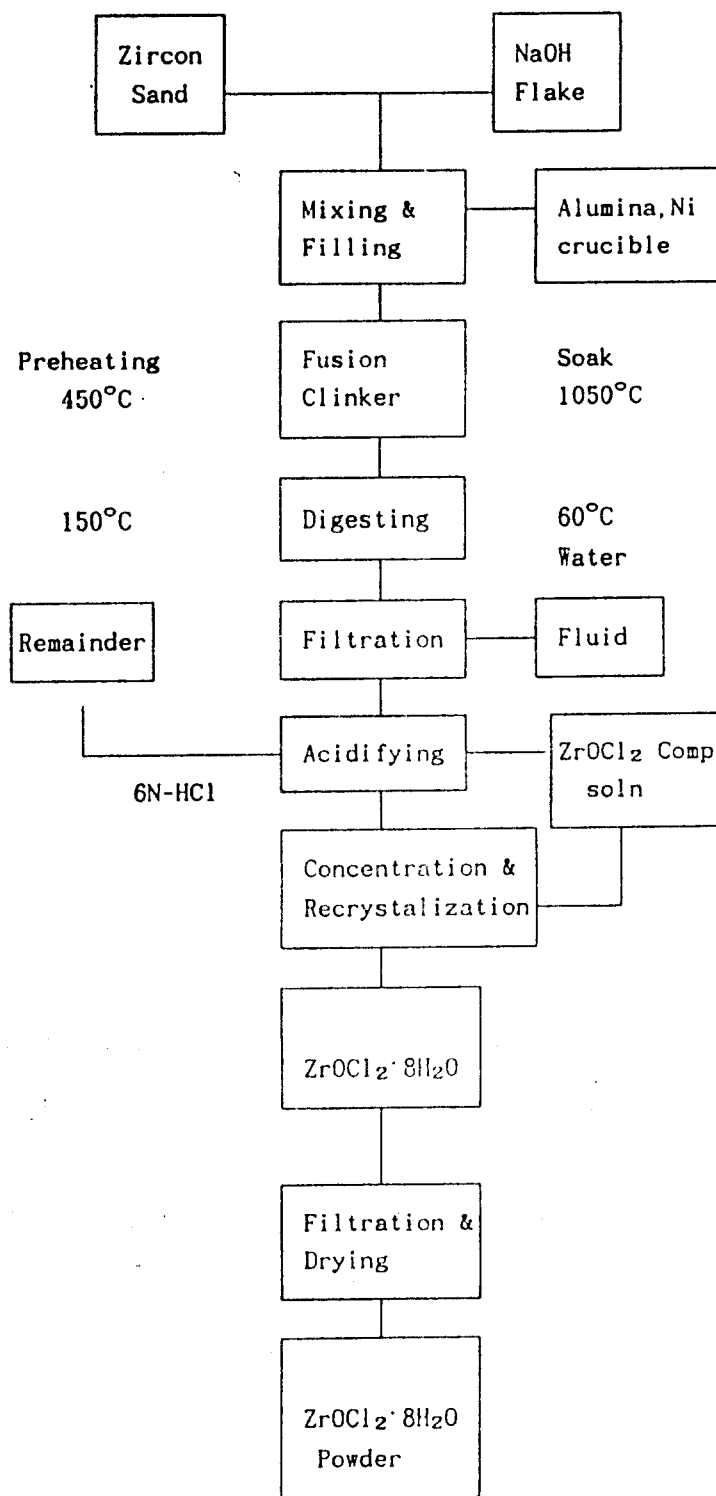 Zircon
Sand
NaOH
Flake
Mixing &
Filling
Alumina,Ni
crucible
Preheating
450°C
Fusion
Clinker
Soak
1050°C
150°C
Digesting
60°C
Water
Remainder
Filtration
Fluid
Acidifying
6N-HCl
ZrOCl₂ Comp
soln
Concentration &
Recrystalization
ZrOCl₂·8H₂O
Filtration &
Drying
ZrOCl₂·8H₂O
Powder